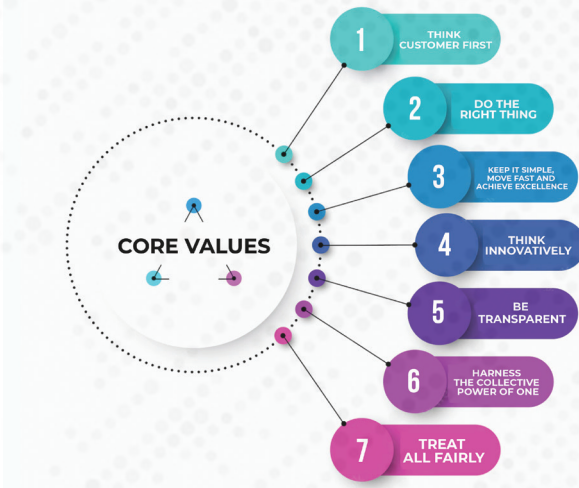 CORE VALUES
1
THINK
CUSTOMER FIRST
2
DO THE
RIGHT THING
3
KEEP IT SIMPLE,
MOVE FAST AND
ACHIEVE EXCELLENCE
4
THINK
INNOVATIVELY
5
BE
TRANSPARENT
6
HARNESS
THE COLLECTIVE
POWER OF ONE
7
TREAT
ALL FAIRLY